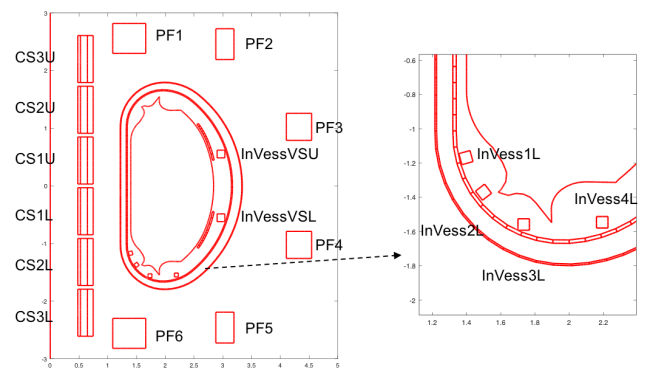 PF1
PF2
CS3U
CS2U
CS1U
CS1L
CS2L
CS3L
PF3
InVessVSU
InVessVSL
PF4
PF6
PF5
3
2
1
0
-1
-2
-3
0
0.5
1
1.5
2
2.5
3
3.5
4
4.5
5
-0.6
-0.8
-1
-1.2
-1.4
-1.6
-1.8
-2
InVess1L
InVess4L
InVess2L
InVess3L
1.2
1.4
1.6
1.8
2
2.2